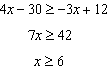 4x − 30 ≥ −3x + 12
7x ≥ 42
x ≥ 6